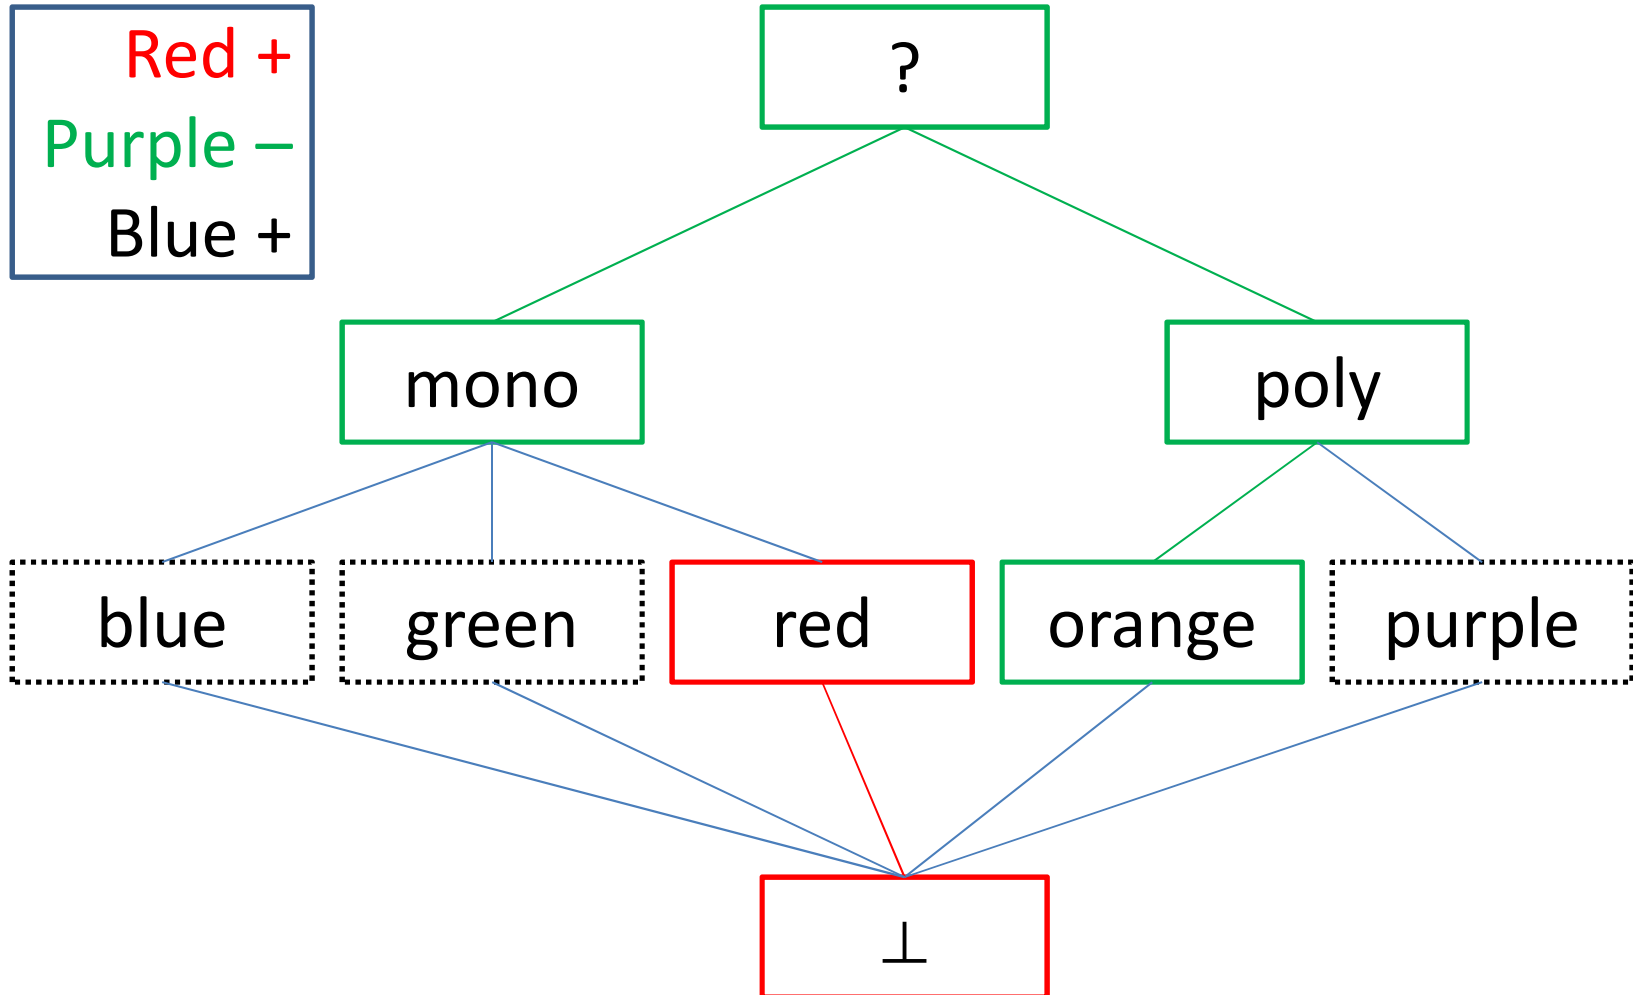 Red +
Purple –
Blue +
?
mono
poly
blue
green
red
orange
purple
⊥